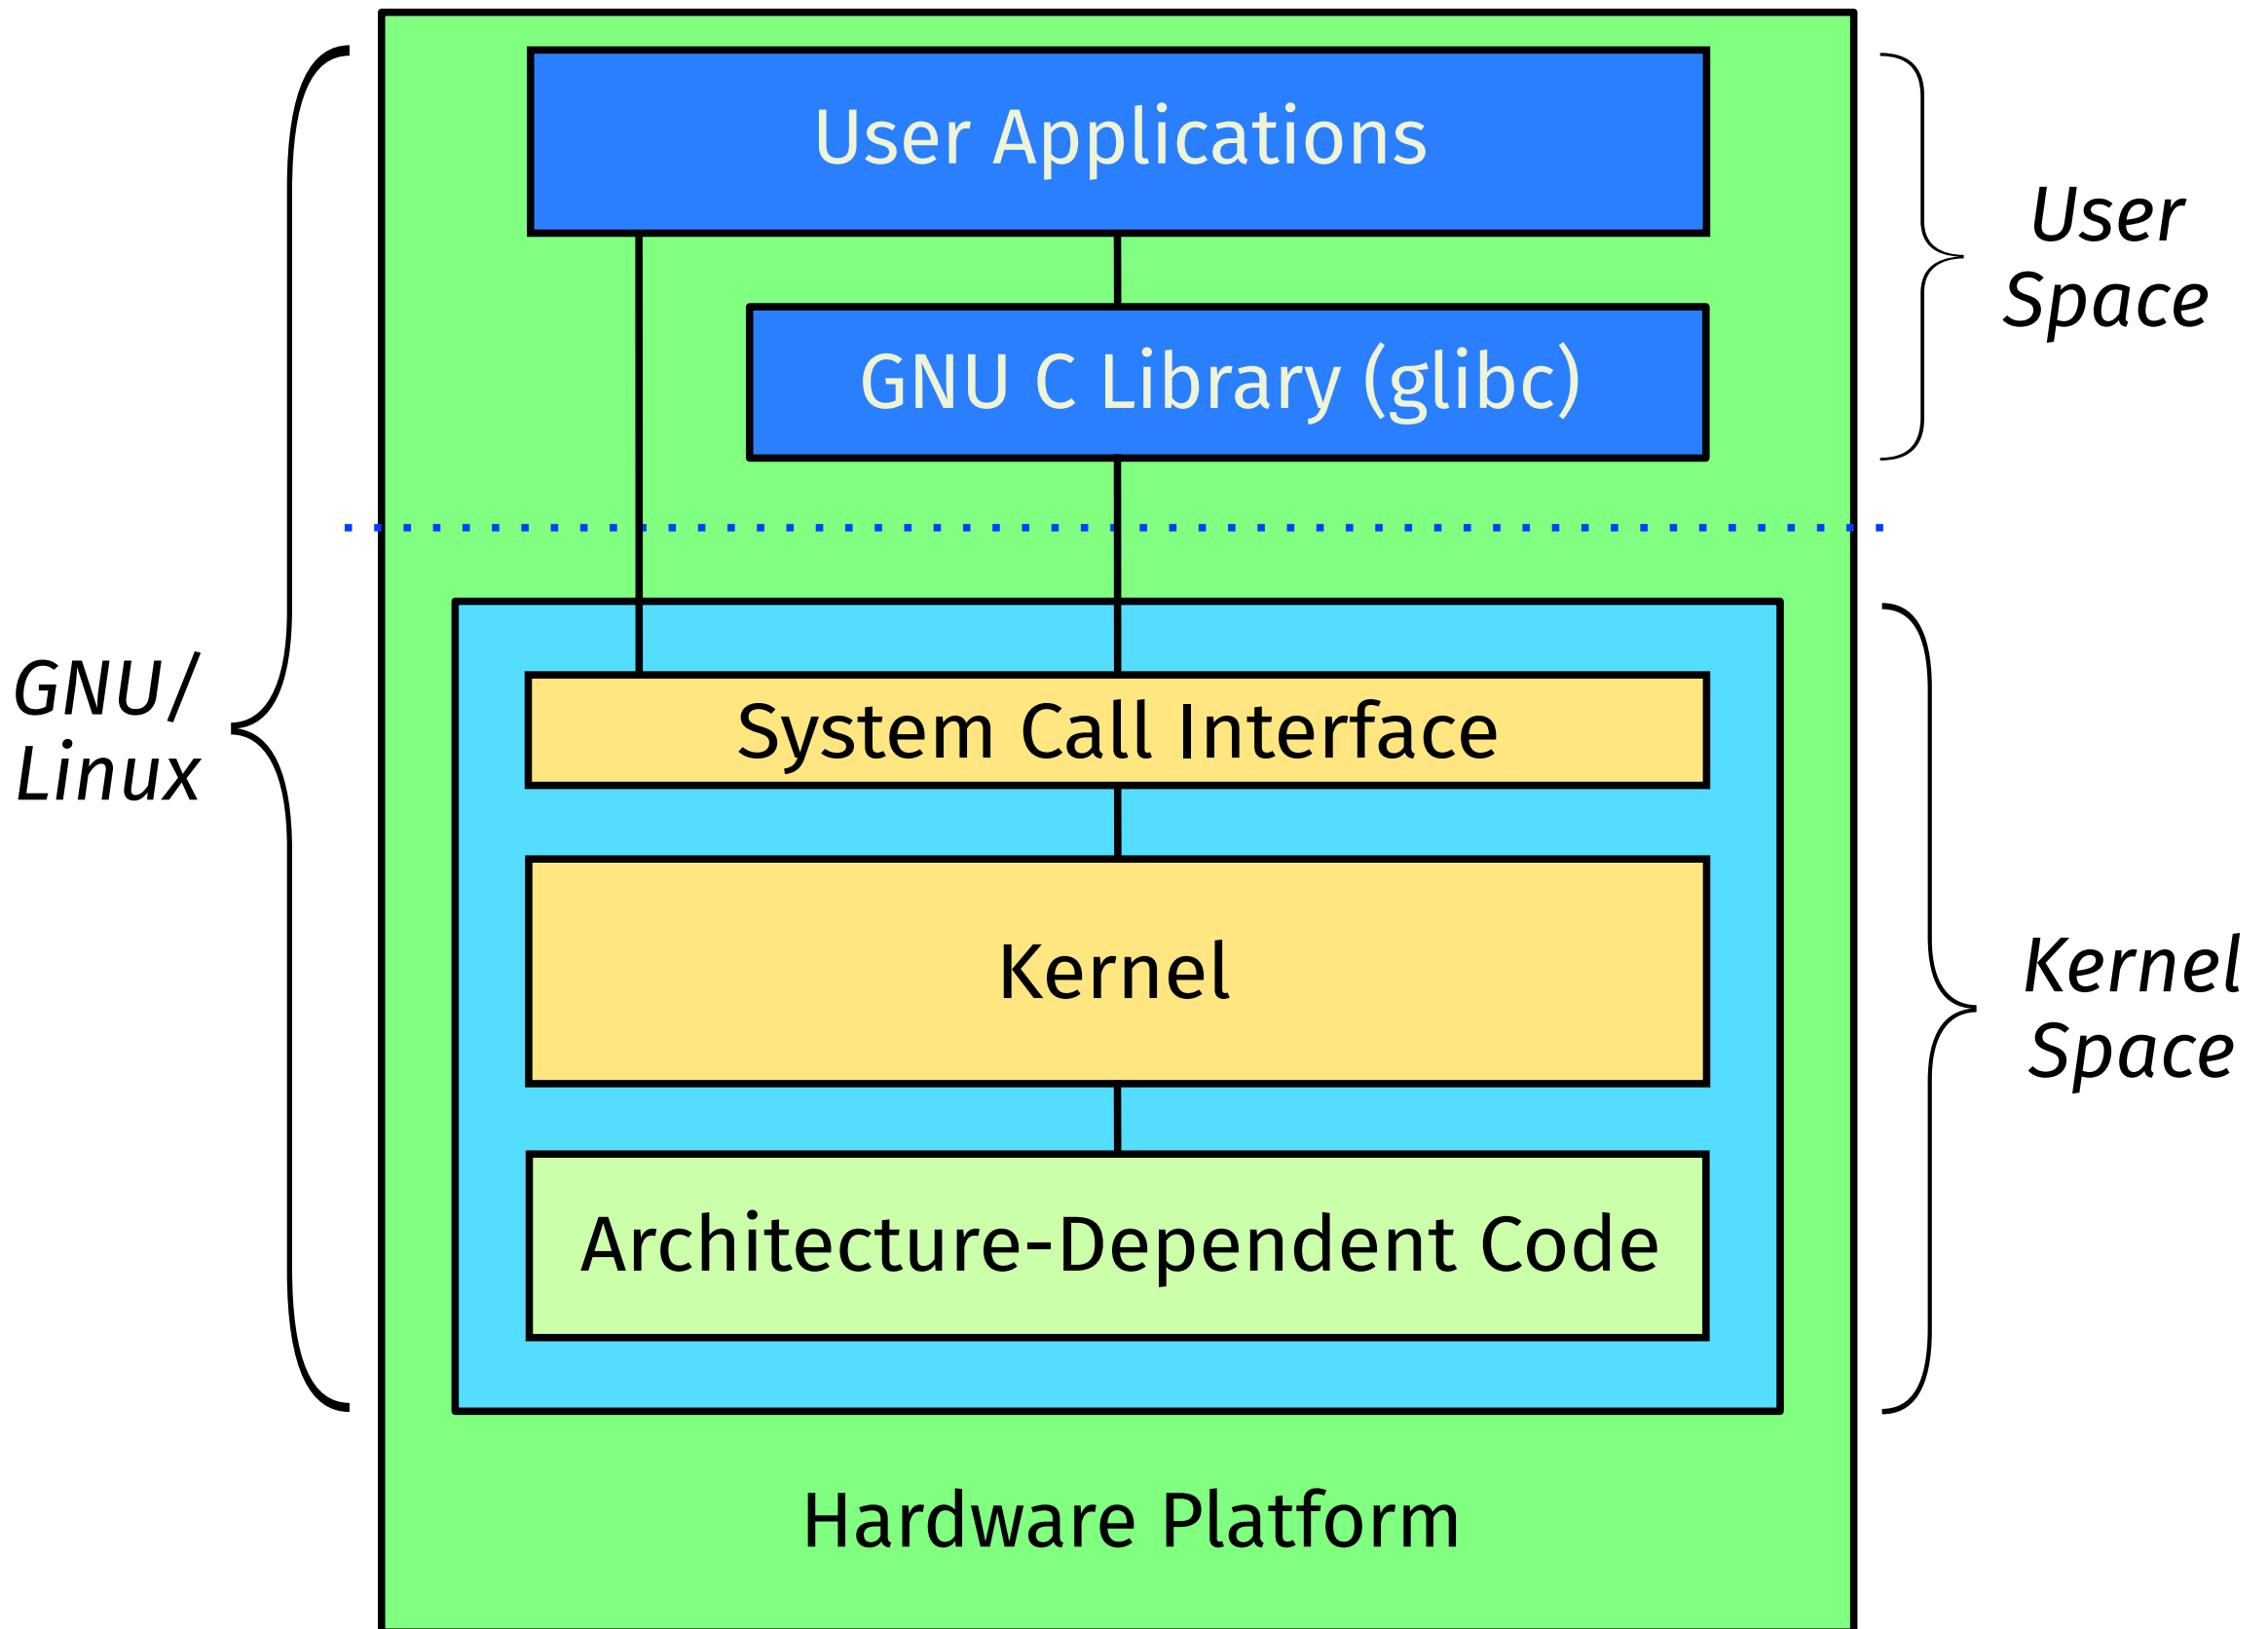 User Applications
User
Space
GNU C Library (glibc)
GNU/
Linux
System Call Interface
Kernel
Kernel
Space
Architecture-Dependent Code
Hardware Platform